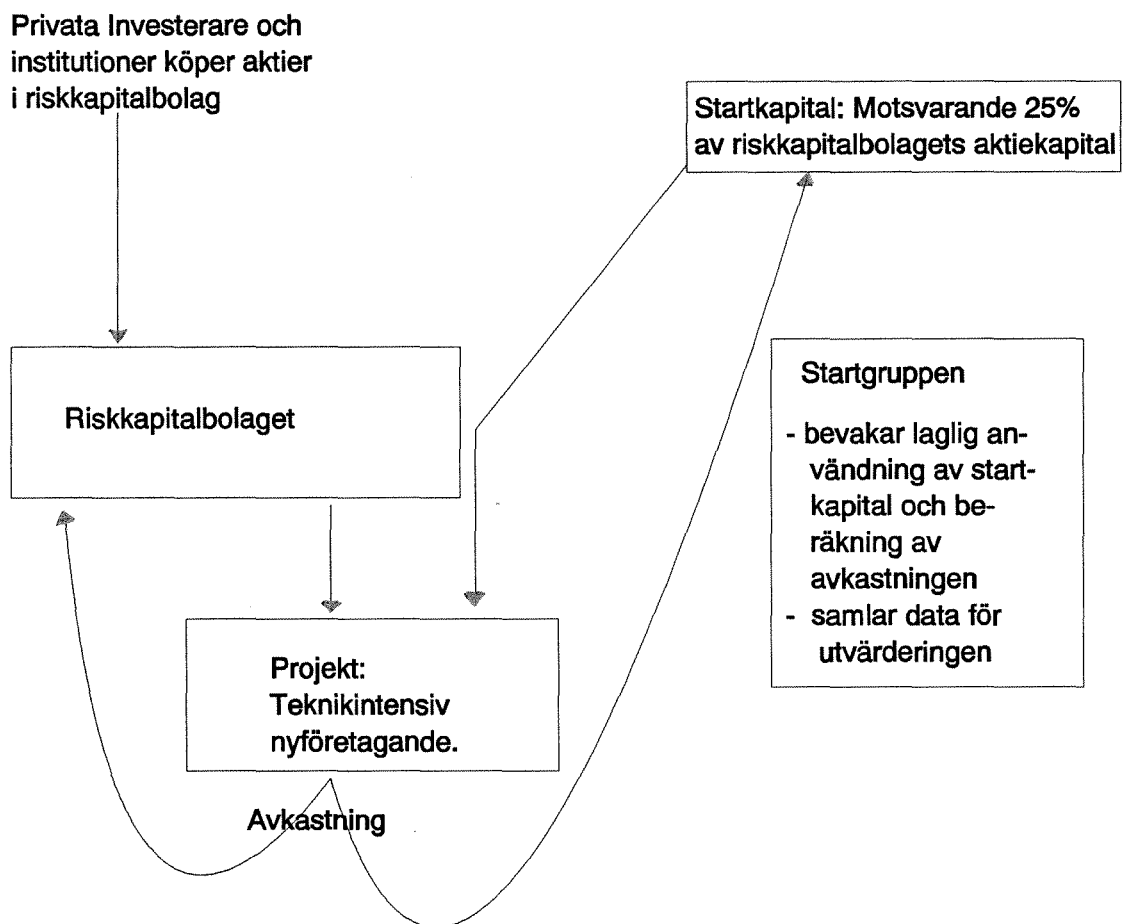 Privata Investerare och
institutioner köper aktier
i riskkapitalbolag
Startkapital: Motsvarande 25%
av riskkapitalbolagets aktiekapital
Riskkapitalbolaget
Startgruppen
- bevakar laglig an-
vändning av start-
kapital och be-
räkning av
avkastningen
- samlar data för
utvärderingen
Projekt:
Teknikintensiv
nyföretagande.
Avkastning